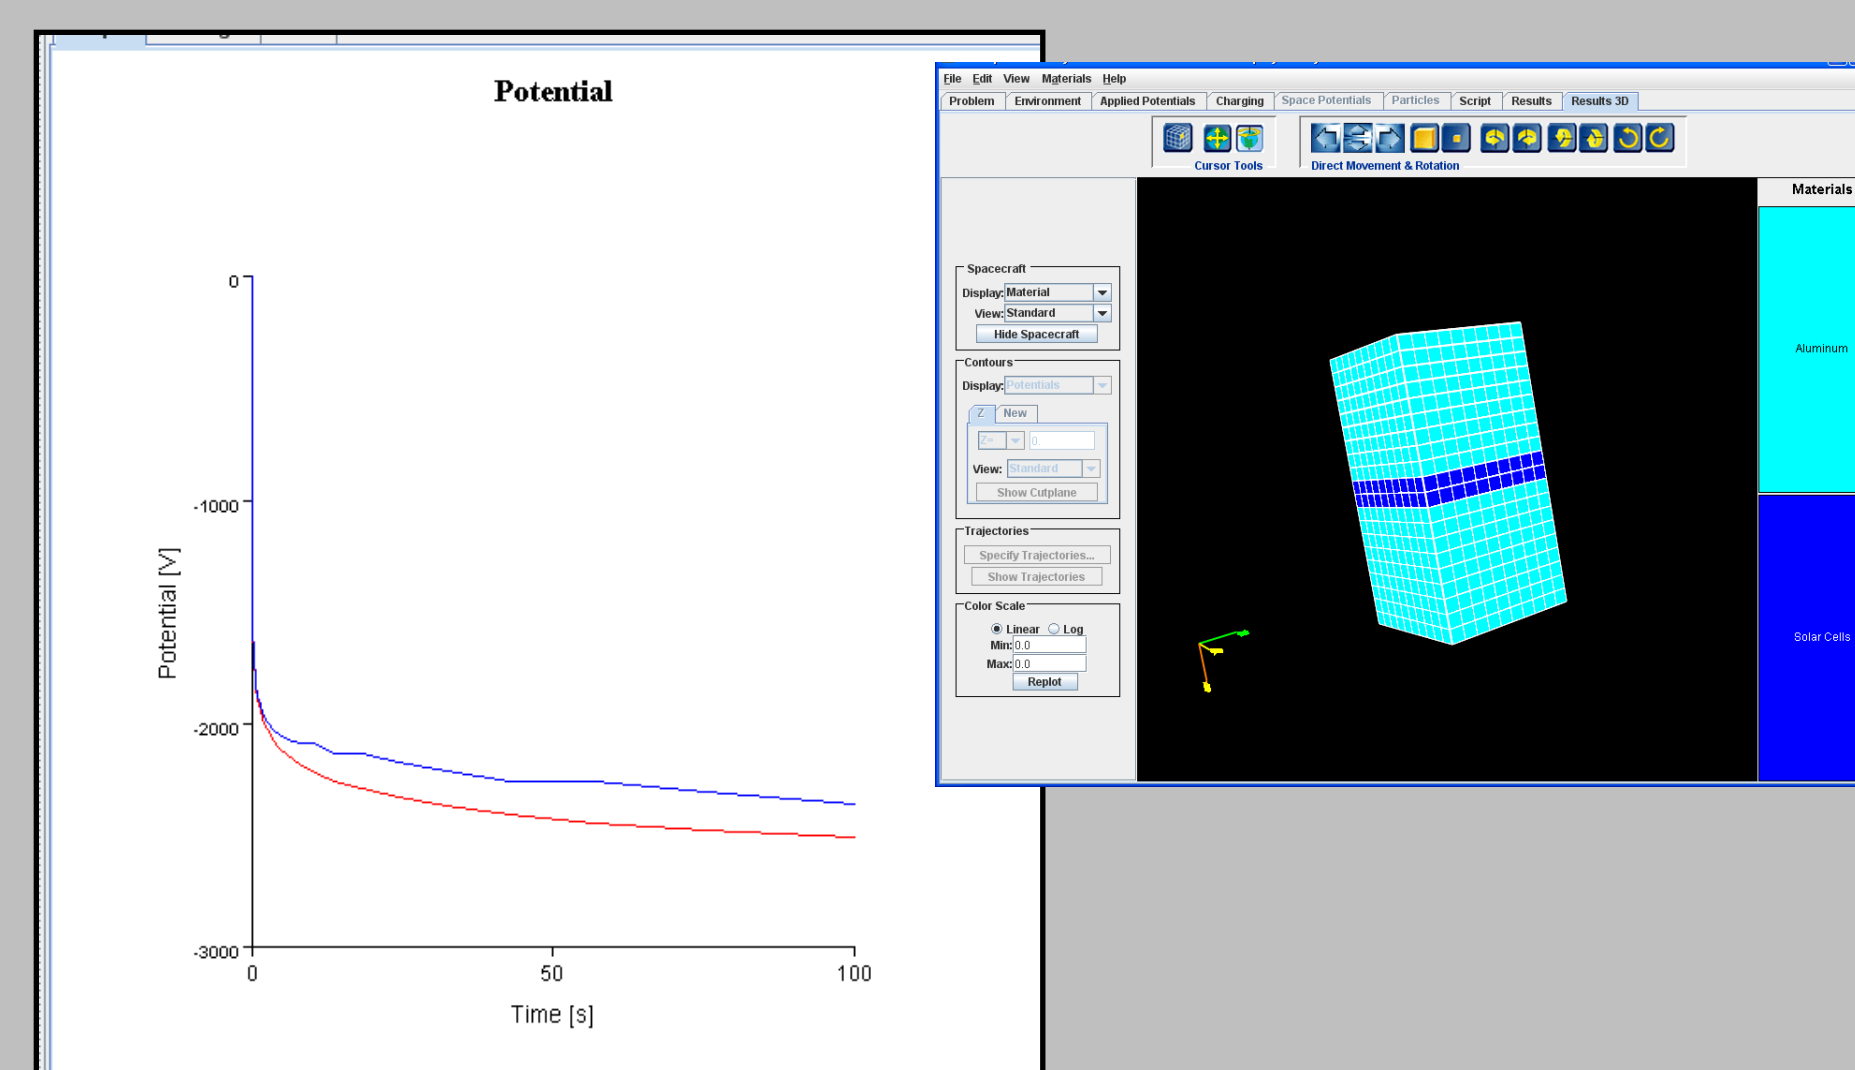 Potential
0
-1000
-2000
-3000
Potential [V]
0 50 100
Time [s]
File Edit View Materials Help
Problem Environment Applied Potentials Charging Space Potentials Particles Script Results Results 3D
Cursor Tools
Direct Movement & Rotation
Spacecraft
Display: Material
View: Standard
Hide Spacecraft
Contours
Display: Potentials
Z New
Z= 0.
View: Standard
Show Cutplane
Trajectories
Specify Trajectories...
Show Trajectories
Color Scale
Linear Log
Min: 0.0
Max: 0.0
Replot
Materials
Aluminum
Solar Cells